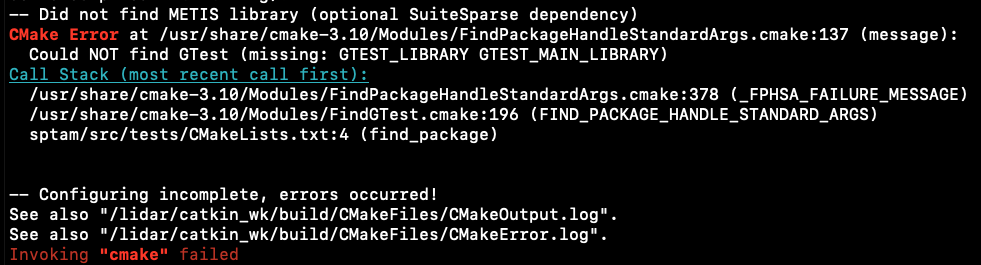 -- Did not find METIS library (optional SuiteSparse dependency)
CMake Error at /usr/share/cmake-3.10/Modules/FindPackageHandleStandardArgs.cmake:137 (message):
  Could NOT find GTest (missing: GTEST_LIBRARY GTEST_MAIN_LIBRARY)
Call Stack (most recent call first):
  /usr/share/cmake-3.10/Modules/FindPackageHandleStandardArgs.cmake:378 (_FPHSA_FAILURE_MESSAGE)
  /usr/share/cmake-3.10/Modules/FindGTest.cmake:196 (FIND_PACKAGE_HANDLE_STANDARD_ARGS)
  sptam/src/tests/CMakeLists.txt:4 (find_package)
-- Configuring incomplete, errors occurred!
See also "/lidar/catkin_wk/build/CMakeFiles/CMakeOutput.log".
See also "/lidar/catkin_wk/build/CMakeFiles/CMakeError.log".
Invoking "cmake" failed